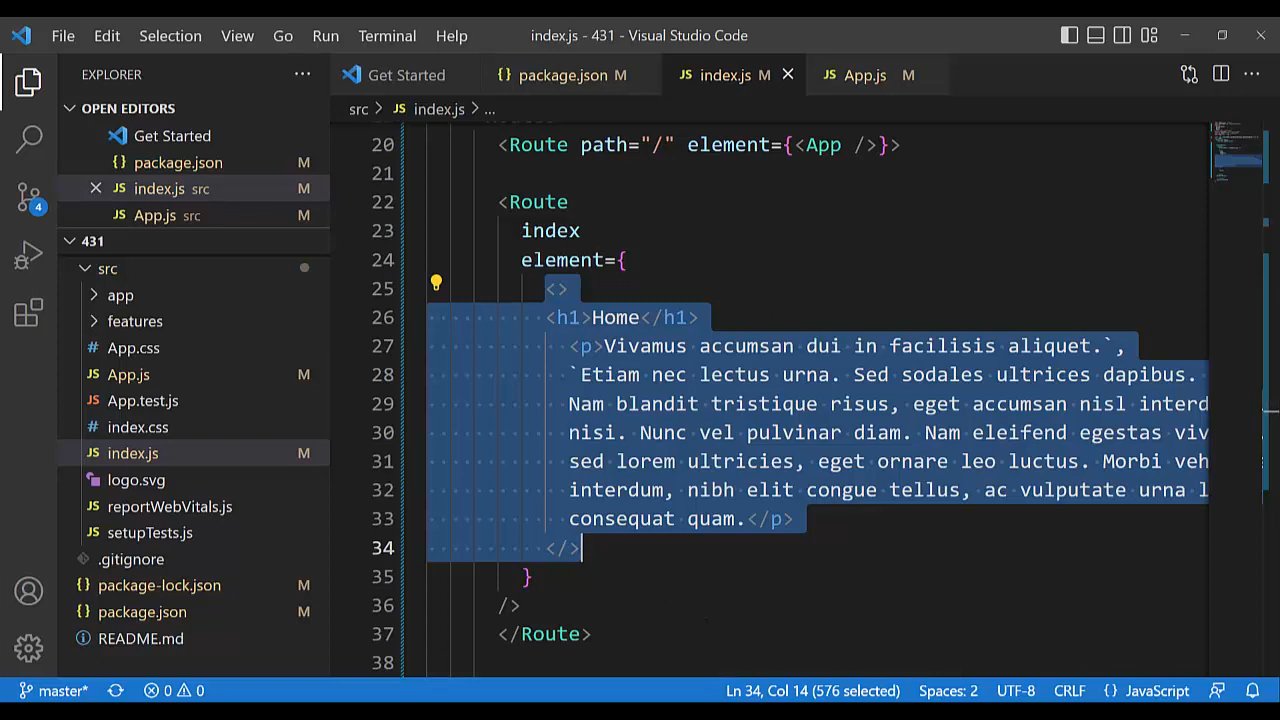 File Edit Selection View Go Run Terminal Help index.js - 431 - Visual Studio Code
EXPLORER
OPEN EDITORS
Get Started
package.json M
index.js src M
App.js src M
431
src
app
features
App.css
App.js M
App.test.js
index.css
index.js M
logo.svg
reportWebVitals.js
setupTests.js
.gitignore
package-lock.json M
package.json M
README.md
4
Get Started package.json M index.js M App.js M
src > index.js > ...
20 <Route path="/" element={<App />}>
21
22 <Route
23 index
24 element={
25 <>
26 <h1>Home</h1>
27 <p>Vivamus accumsan dui in facilisis aliquet.`,
28 `Etiam nec lectus urna. Sed sodales ultrices dapibus.
29 Nam blandit tristique risus, eget accumsan nisl interd
30 nisi. Nunc vel pulvinar diam. Nam eleifend egestas viv
31 sed lorem ultricies, eget ornare leo luctus. Morbi veh
32 interdum, nibh elit congue tellus, ac vulputate urna l
33 consequat quam.</p>
34 </>
35 }
36 />
37 </Route>
38
master* 0 0 Ln 34, Col 14 (576 selected) Spaces: 2 UTF-8 CRLF {} JavaScript